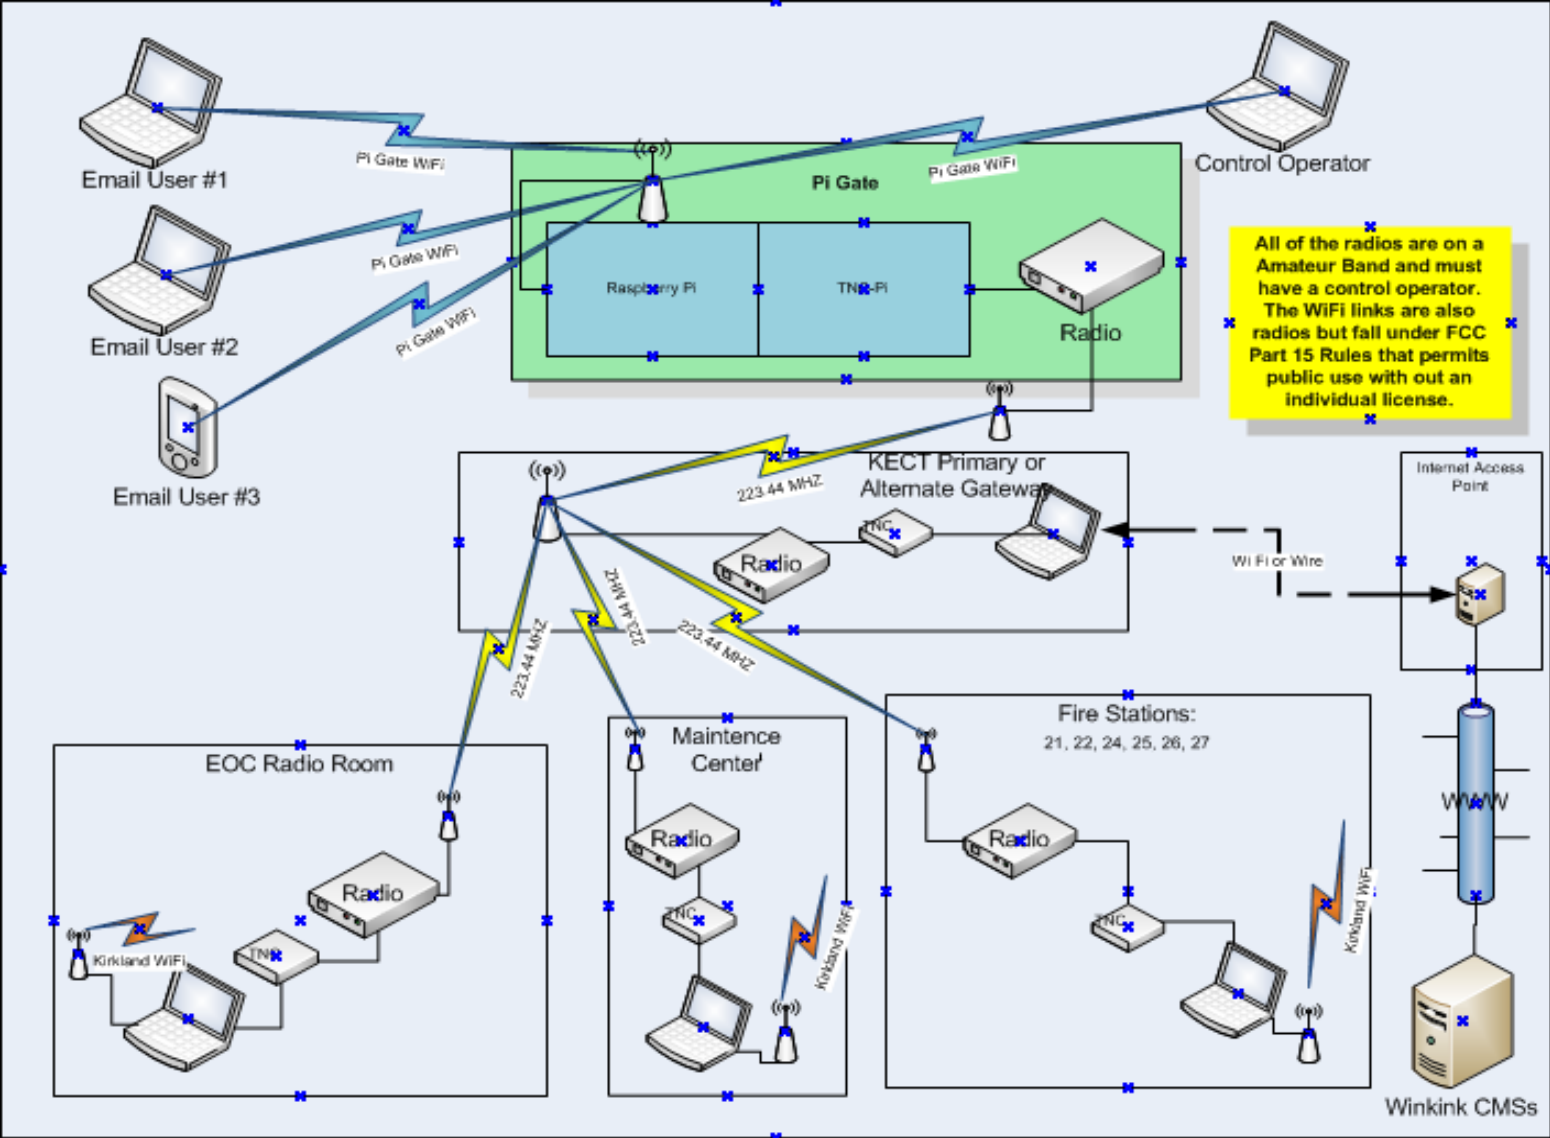 Email User #1
Pi Gate WiFi
Pi Gate WiFi
Control Operator
Pi Gate
Email User #2
Pi Gate WiFi
Raspberry Pi
TNC-Pi
Radio
Pi Gate WiFi
Email User #3
All of the radios are on a
Amateur Band and must
have a control operator.
The WiFi links are also
radios but fall under FCC
Part 15 Rules that permits
public use with out an
individual license.
KECT Primary or
Alternate Gateway
223.44 MHZ
TNC
Radio
Wi Fi or Wire
Internet Access
Point
223.44 MHZ
223.44 MHZ
223.44 MHZ
EOC Radio Room
Radio
TNC
Kirkland WiFi
Maintence
Center'
Radio
TNC
Kirkland WiFi
Fire Stations:
21, 22, 24, 25, 26, 27
Radio
TNC
Kirkland WiFi
WWW
Winkink CMSs